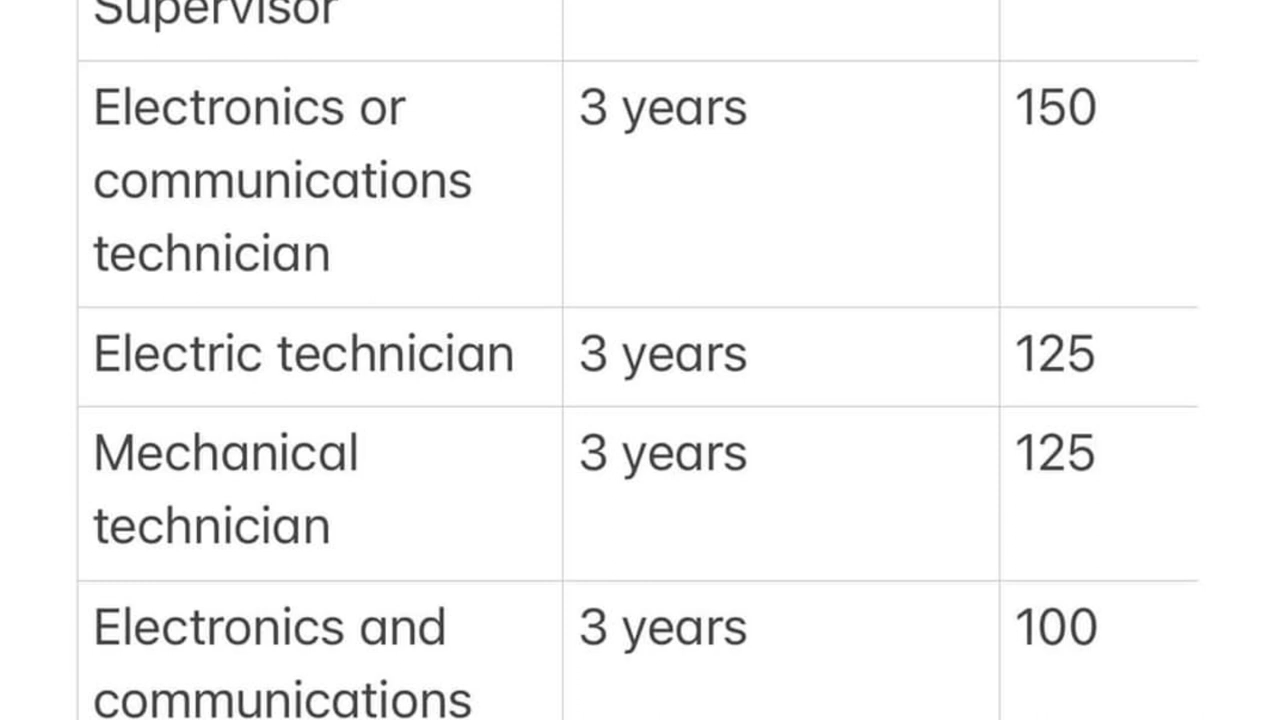 Supervisor
Electronics or 3 years 150
communications
technician
Electric technician 3 years 125
Mechanical 3 years 125
technician
Electronics and 3 years 100
communications